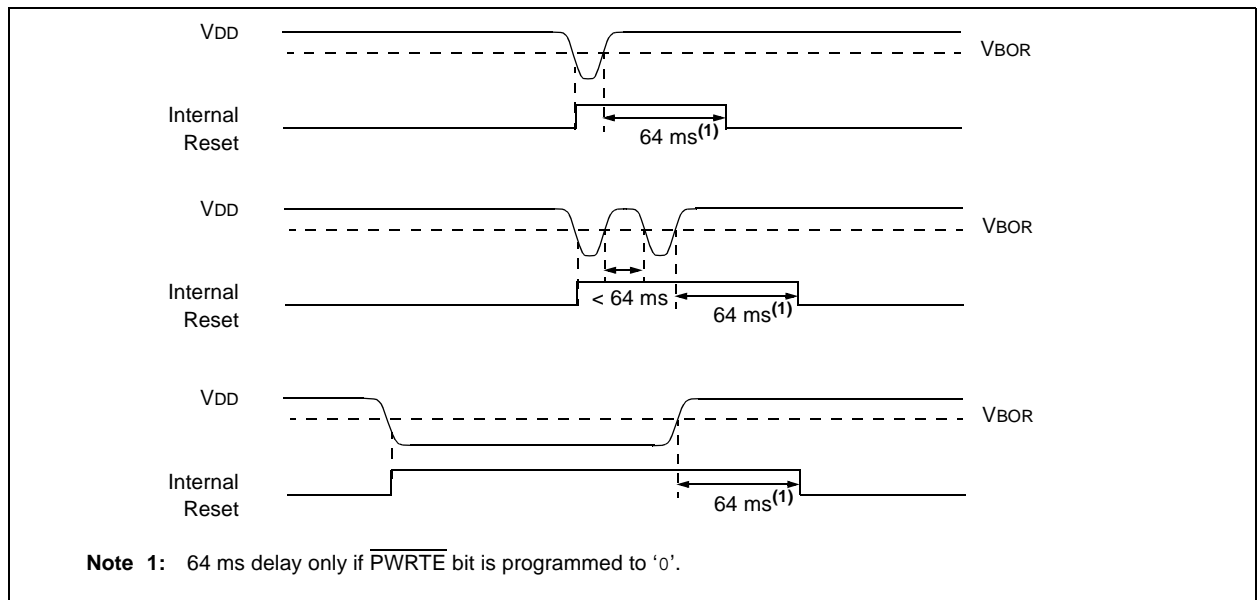 VDD
VBOR
Internal
Reset
64 ms(1)
VDD
VBOR
Internal
Reset
< 64 ms
64 ms(1)
VDD
VBOR
Internal
Reset
64 ms(1)
Note 1: 64 ms delay only if PWRTE bit is programmed to ‘0’.